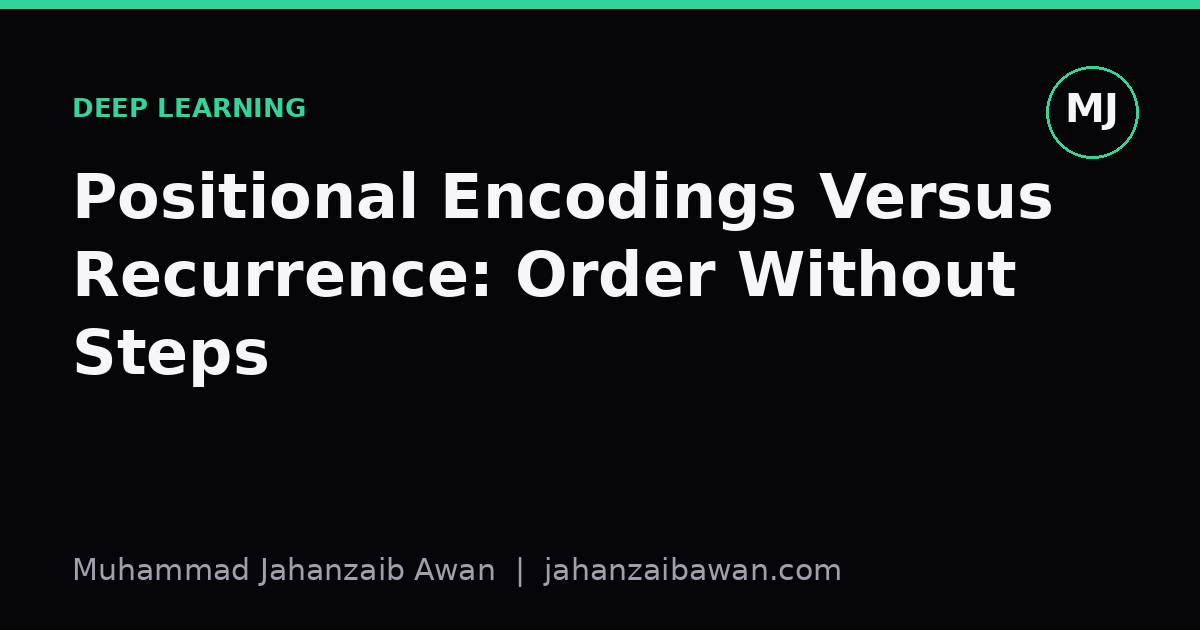 DEEP LEARNING
MJ
Positional Encodings Versus
Recurrence: Order Without
Steps
Muhammad Jahanzaib Awan | jahanzaibawan.com